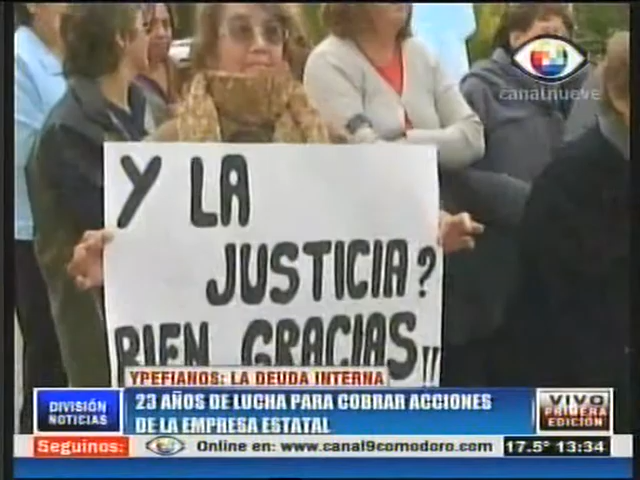 canalnueve
Y LA
JUSTICIA?
BIEN GRACIAS!!
YPEFIANOS: LA DEUDA INTERNA
DIVISIÓN
NOTICIAS
23 AÑOS DE LUCHA PARA COBRAR ACCIONES
DE LA EMPRESA ESTATAL
VIVO
PRIMERA
EDICIÓN
Seguinos:
Online en: www.canal9comodoro.com
17.5° 13:34